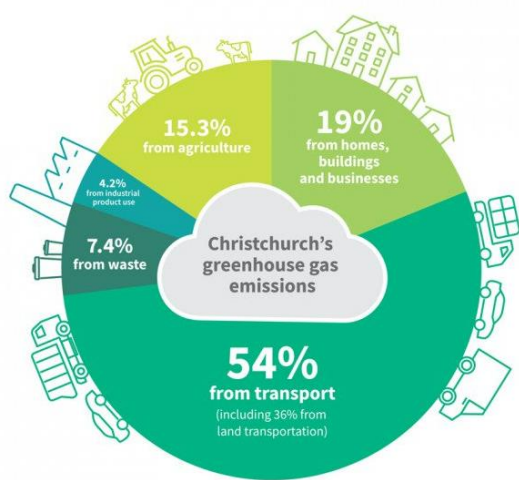 15.3%
from agriculture
19%
from homes,
buildings
and businesses
4.2%
from industrial
product use
7.4%
from waste
Christchurch's
greenhouse gas
emissions
54%
from transport
(including 36% from
land transportation)